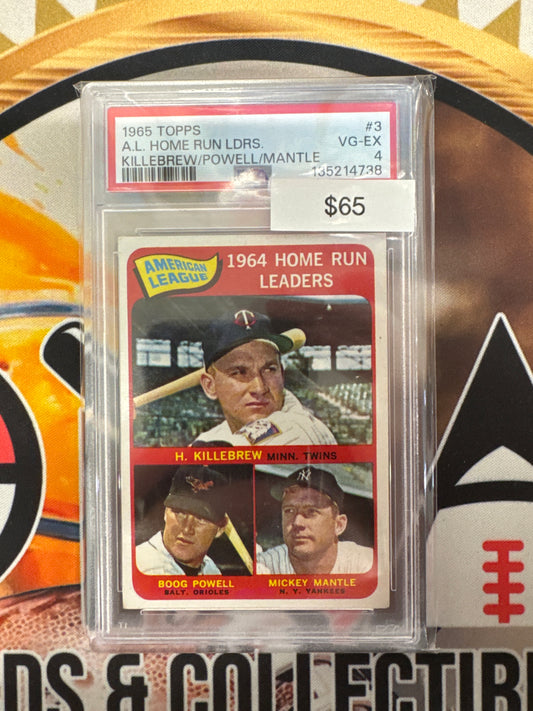 1965 TOPPS #3
A.L. HOME RUN LDRS. VG-EX
KILLEBREW/POWELL/MANTLE 4
135214738
$65
AMERICAN LEAGUE
1964 HOME RUN
LEADERS
H. KILLEBREW MINN. TWINS
BOOG POWELL
BALT. ORIOLES
MICKEY MANTLE
N. Y. YANKEES
DS & COLLECTIB